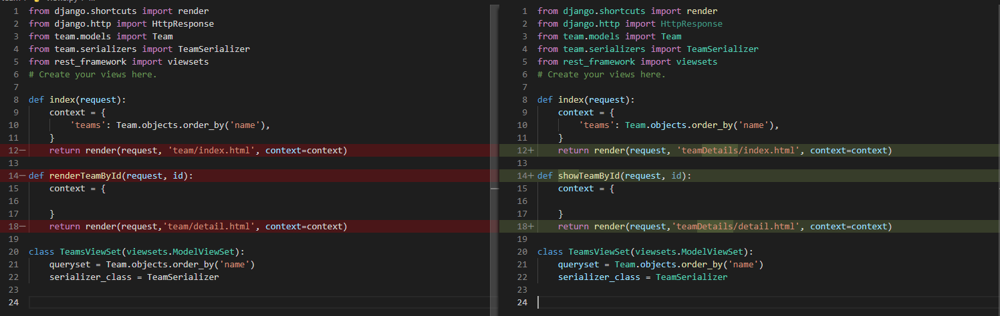 views.py
1 from django.shortcuts import render
2 from django.http import HttpResponse
3 from team.models import Team
4 from team.serializers import TeamSerializer
5 from rest_framework import viewsets
6 # Create your views here.
7
8 def index(request):
9     context = {
10         'teams': Team.objects.order_by('name'),
11     }
12— return render(request, 'team/index.html', context=context)
13
14— def renderTeamById(request, id):
15     context = {
16
17     }
18— return render(request,'team/detail.html', context=context)
19
20 class TeamsViewSet(viewsets.ModelViewSet):
21     queryset = Team.objects.order_by('name')
22     serializer_class = TeamSerializer
23
24
1 from django.shortcuts import render
2 from django.http import HttpResponse
3 from team.models import Team
4 from team.serializers import TeamSerializer
5 from rest_framework import viewsets
6 # Create your views here.
7
8 def index(request):
9     context = {
10         'teams': Team.objects.order_by('name'),
11     }
12+ return render(request, 'teamDetails/index.html', context=context)
13
14+ def showTeamById(request, id):
15     context = {
16
17     }
18+ return render(request,'teamDetails/detail.html', context=context)
19
20 class TeamsViewSet(viewsets.ModelViewSet):
21     queryset = Team.objects.order_by('name')
22     serializer_class = TeamSerializer
23
24